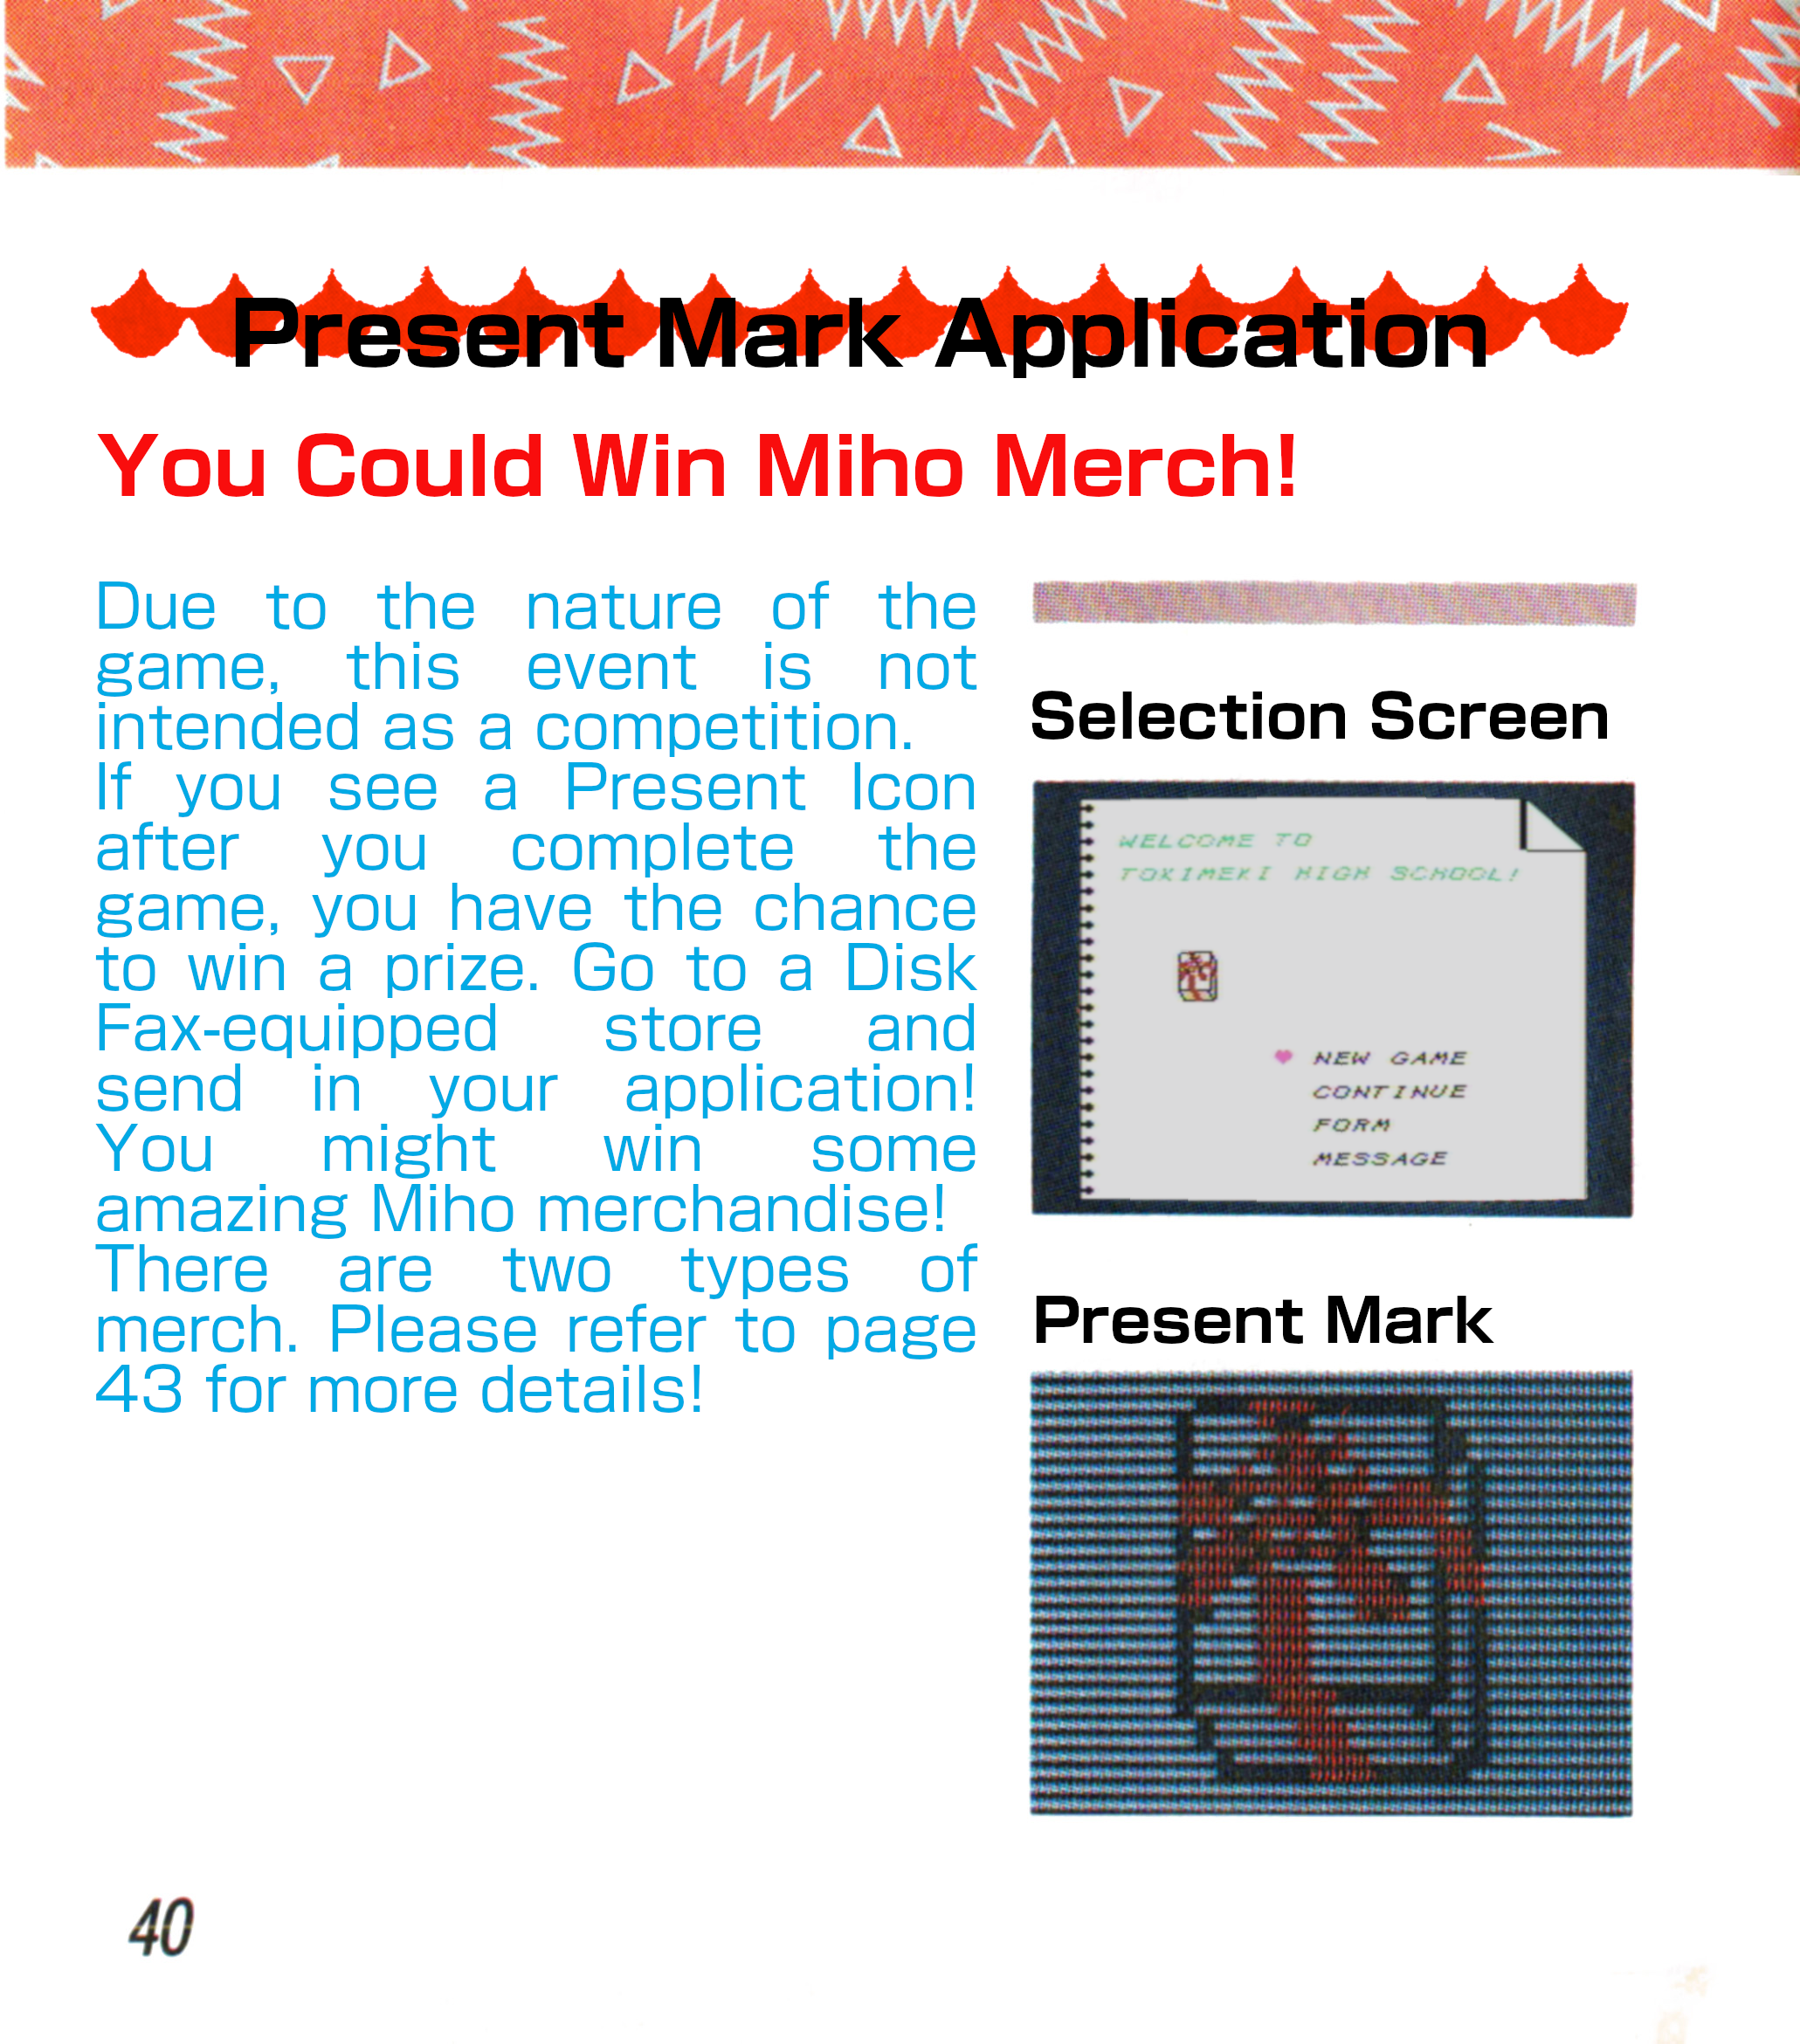 Present Mark Application
You Could Win Miho Merch!
Due to the nature of the
game, this event is not
intended as a competition.
If you see a Present Icon
after you complete the
game, you have the chance
to win a prize. Go to a Disk
Fax-equipped store and
send in your application!
You might win some
amazing Miho merchandise!
There are two types of
merch. Please refer to page
43 for more details!
Selection Screen
WELCOME TO
TOKIMEKI HIGH SCHOOL!
NEW GAME
CONTINUE
FORM
MESSAGE
Present Mark
40